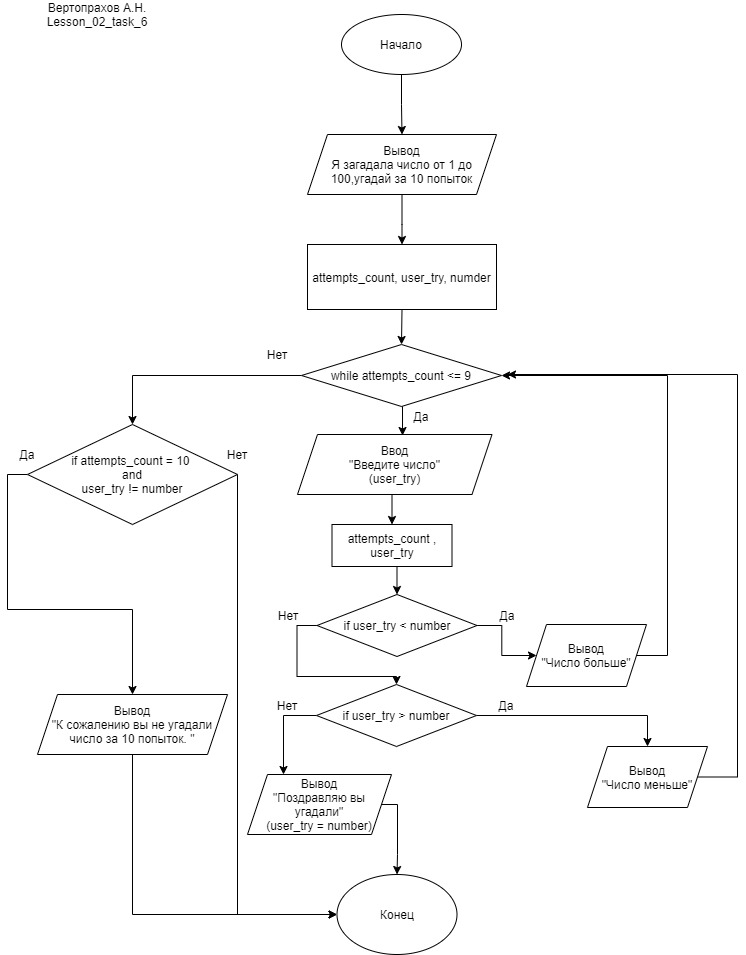 Вертопрахов А.Н.
Lesson_02_task_6
Начало
Вывод
Я загадала число от 1 до
100,угадай за 10 попыток
attempts_count, user_try, numder
while attempts_count <= 9
Нет
Да
if attempts_count = 10
and
user_try != number
Да
Нет
Ввод
"Введите число"
(user_try)
attempts_count ,
user_try
if user_try < number
Нет
Да
Вывод
"Число больше"
if user_try > number
Нет
Да
Вывод
"К сожалению вы не угадали
число за 10 попыток. "
Вывод
"Число меньше"
Вывод
"Поздравляю вы
угадали"
(user_try = number)
Конец